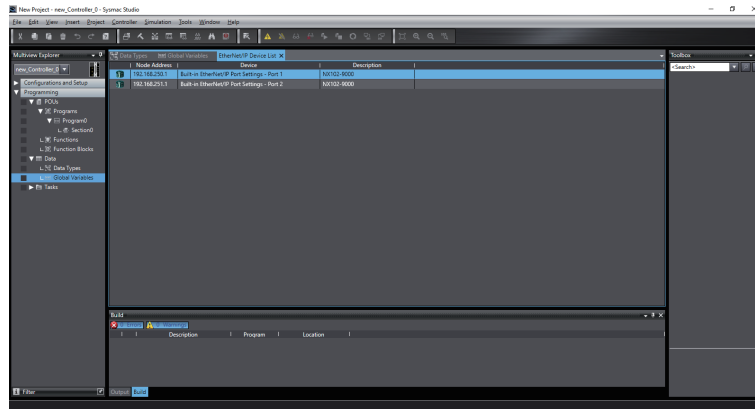 New Project - new_Controller_0 - Sysmac Studio
File Edit View Insert Project Controller Simulation Tools Window Help
Multiview Explorer
new_Controller_0
Configurations and Setup
Programming
POUs
Programs
Program0
Section0
Functions
Function Blocks
Data
Data Types
Global Variables
Tasks
Filter
Data Types Global Variables EtherNet/IP Device List
Node Address Device Description
192.168.250.1 Built-in EtherNet/IP Port Settings - Port 1 NX102-9000
192.168.251.1 Built-in EtherNet/IP Port Settings - Port 2 NX102-9000
Build
0 Errors 0 Warnings
Description Program Location
Output Build
Toolbox
<Search>